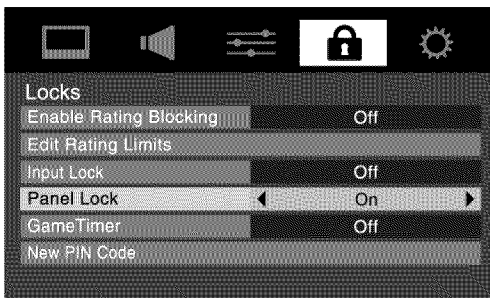 Locks
Enable Rating Blocking Off
Edit Rating Limits
Input Lock Off
Panel Lock On
GameTimer Off
New PIN Code